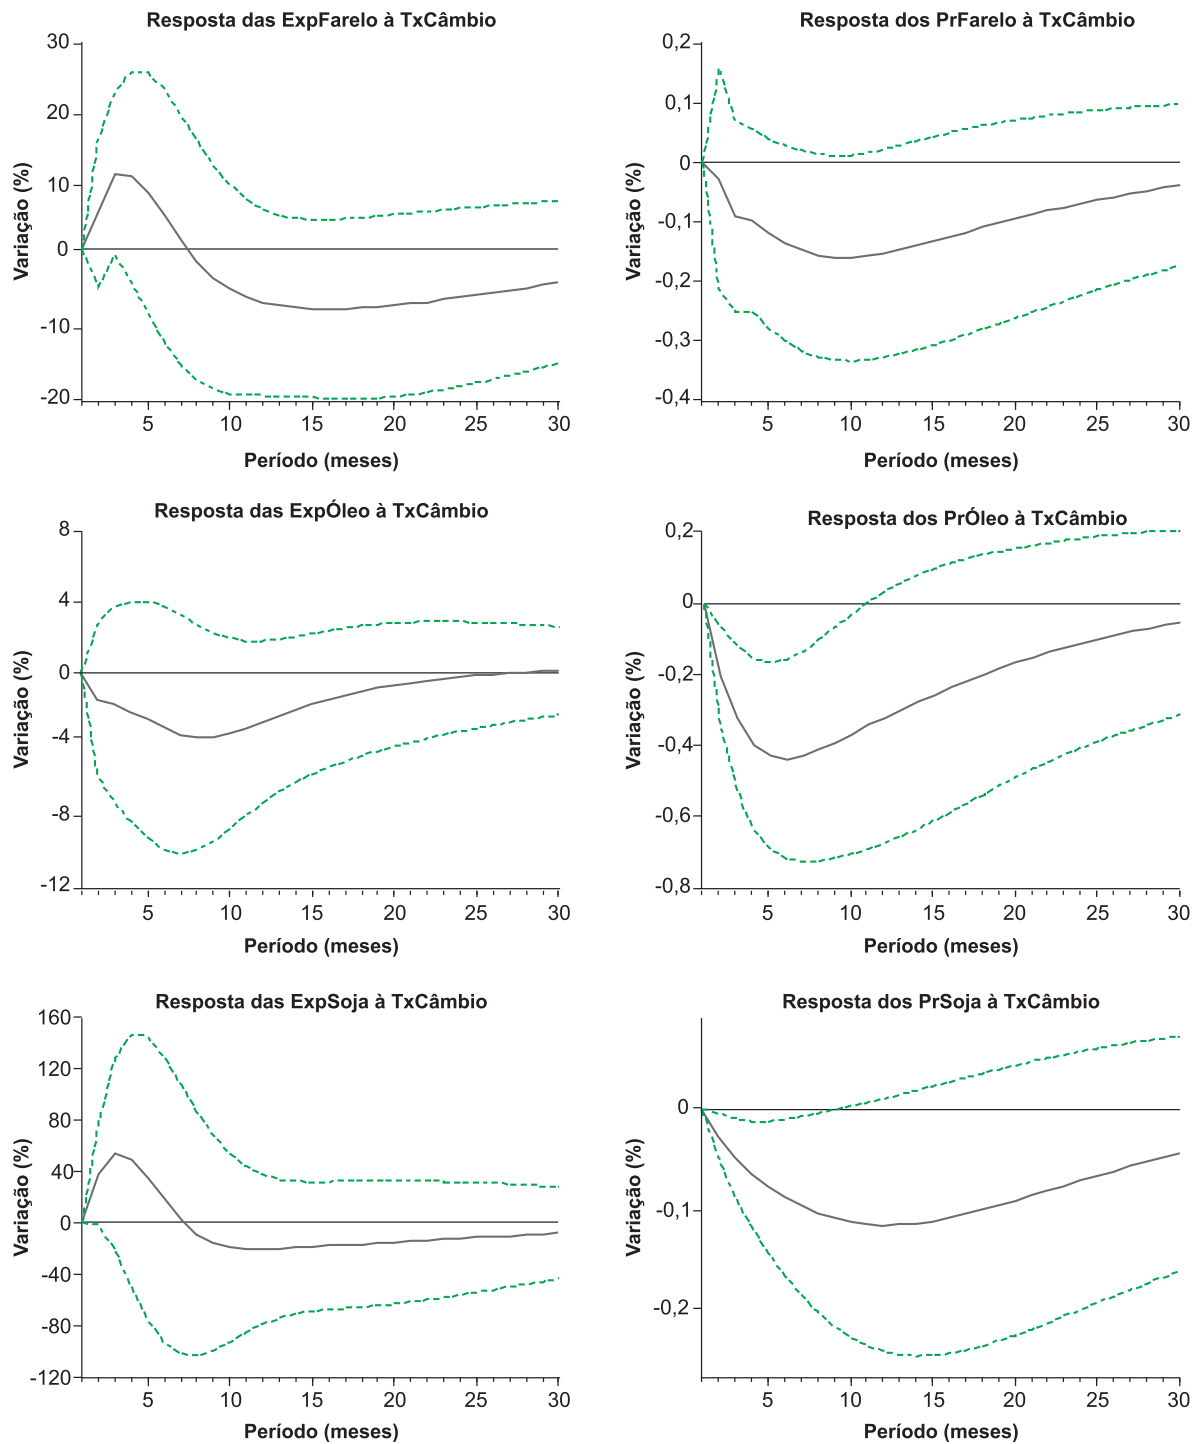 Resposta das ExpFarelo à TxCâmbio
30
20
10
0
-10
-20
Variação (%)
5 10 15 20 25 30
Período (meses)
Resposta dos PrFarelo à TxCâmbio
0,2
0,1
0
-0,1
-0,2
-0,3
-0,4
Variação (%)
5 10 15 20 25 30
Período (meses)
Resposta das ExpÓleo à TxCâmbio
8
4
0
-4
-8
-12
Variação (%)
5 10 15 20 25 30
Período (meses)
Resposta dos PrÓleo à TxCâmbio
0,2
0
-0,2
-0,4
-0,6
-0,8
Variação (%)
5 10 15 20 25 30
Período (meses)
Resposta das ExpSoja à TxCâmbio
160
120
80
40
0
-40
-80
-120
Variação (%)
5 10 15 20 25 30
Período (meses)
Resposta dos PrSoja à TxCâmbio
0
-0,1
-0,2
Variação (%)
5 10 15 20 25 30
Período (meses)